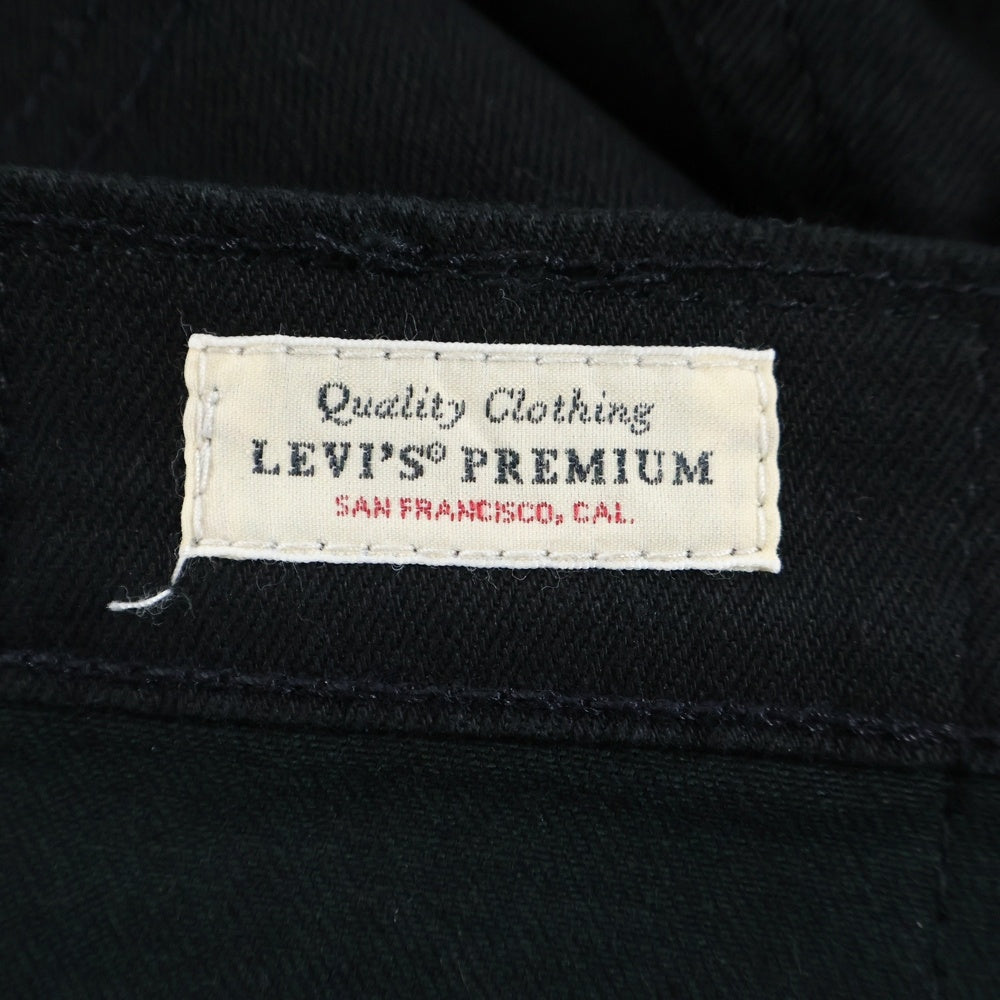 Quality Clothing
LEVI'S® PREMIUM
SAN FRANCISCO, CAL.